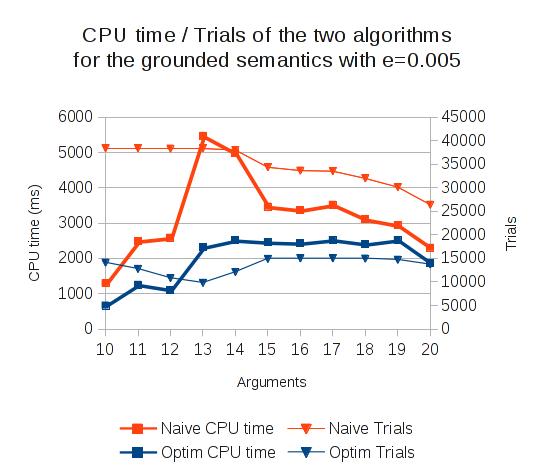 CPU time / Trials of the two algorithms
for the grounded semantics with e=0.005
6000
5000
4000
3000
2000
1000
0
CPU time (ms)
45000
40000
35000
30000
25000
20000
15000
10000
5000
0
Trials
10 11 12 13 14 15 16 17 18 19 20
Arguments
Naive CPU time Naive Trials
Optim CPU time Optim Trials